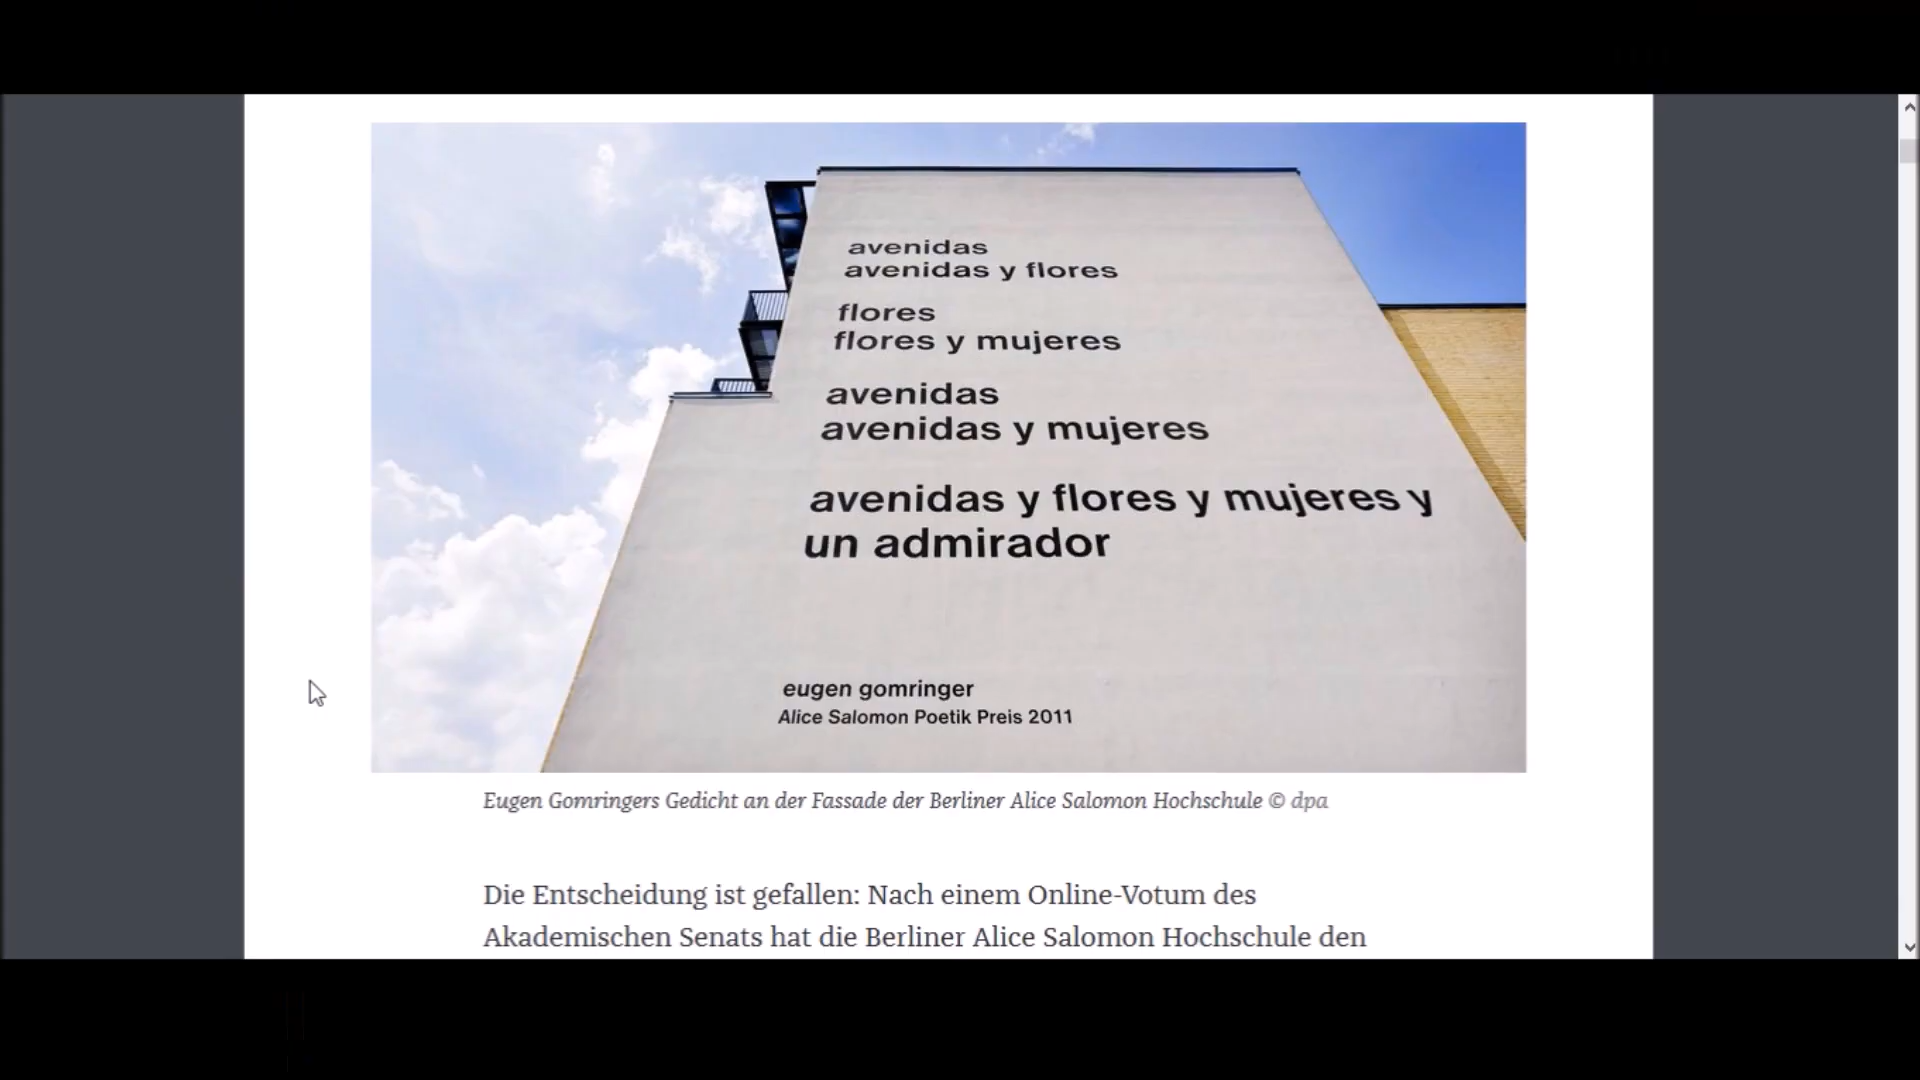 avenidas
avenidas y flores
flores
flores y mujeres
avenidas
avenidas y mujeres
avenidas y flores y mujeres y
un admirador
eugen gomringer
Alice Salomon Poetik Preis 2011
Eugen Gomringers Gedicht an der Fassade der Berliner Alice Salomon Hochschule © dpa
Die Entscheidung ist gefallen: Nach einem Online-Votum des
Akademischen Senats hat die Berliner Alice Salomon Hochschule den